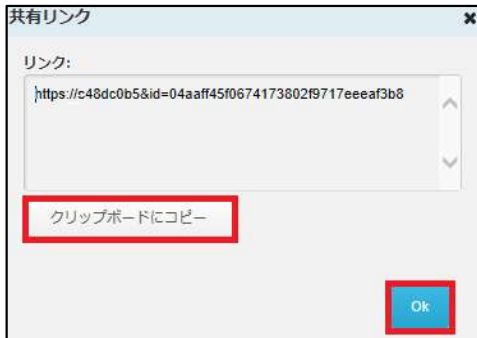 共有リンク
リンク:
https://c48dc0b5&id=04aaff45f0674173802f9717eeeaf3b8
クリップボードにコピー
Ok